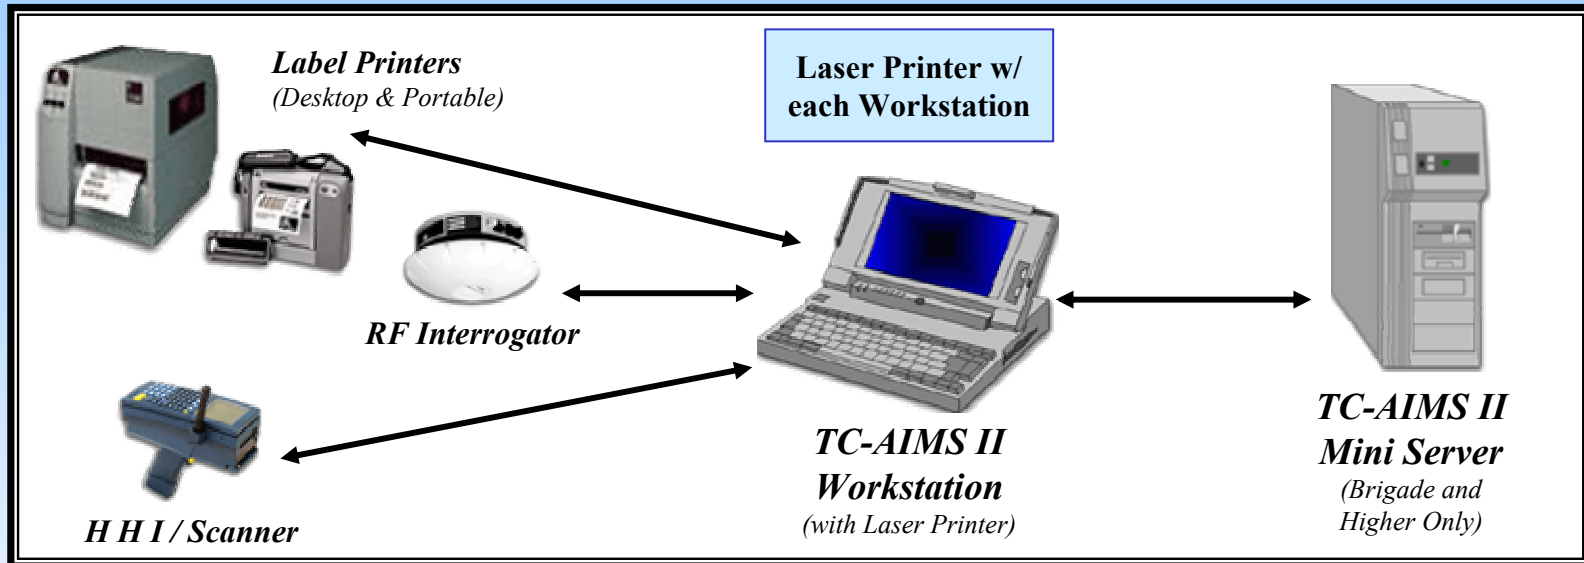 Label Printers
(Desktop & Portable)
Laser Printer w/
each Workstation
RF Interrogator
H H I / Scanner
TC-AIMS II
Workstation
(with Laser Printer)
TC-AIMS II
Mini Server
(Brigade and
Higher Only)